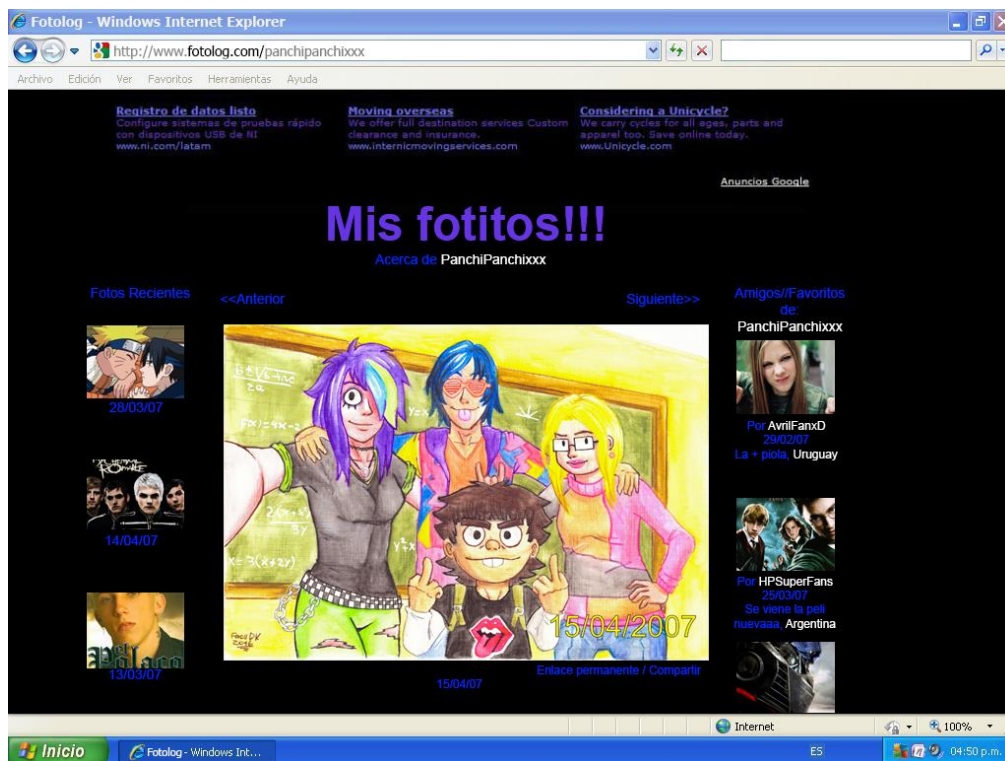 Fotolog - Windows Internet Explorer
http://www.fotolog.com/panchipanchixxx
Archivo Edición Ver Favoritos Herramientas Ayuda
Registro de datos listo
Configure sistemas de pruebas rápido
con dispositivos USB de NI
www.ni.com/latam
Moving overseas
We offer full destination services Custom
clearance and insurance.
www.internicmovingservices.com
Considering a Unicycle?
We carry cycles for all ages, parts and
apparel too. Save online today.
www.Unicycle.com
Anuncios Google
Mis fotitos!!!
Acerca de PanchiPanchixxx
Fotos Recientes
28/03/07
14/04/07
13/03/07
<<Anterior
Siguiente>>
2a
y=x
15/04/2007
Enlace permanente / Compartir
15/04/07
Amigos//Favoritos
de:
PanchiPanchixxx
Por AvrilFanxD
29/02/07
La + piola, Uruguay
Por HPSuperFans
25/03/07
Se viene la peli
nuevaaa, Argentina
Internet
100%
Inicio
Fotolog - Windows Int...
ES
04:50 p.m.